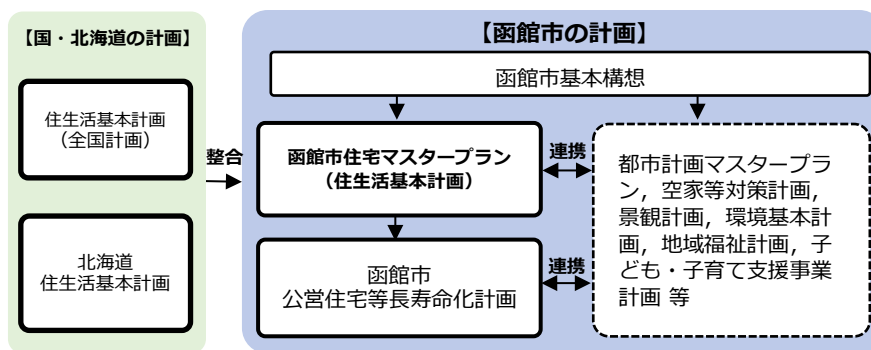 【国・北海道の計画】
住生活基本計画
（全国計画）
北海道
住生活基本計画
整合
【函館市の計画】
函館市基本構想
函館市住宅マスタープラン
（住生活基本計画）
連携
函館市
公営住宅等長寿命化計画
連携
都市計画マスタープラ
ン，空家等対策計画，
景観計画，環境基本計
画，地域福祉計画，子
ども・子育て支援事業
計画 等